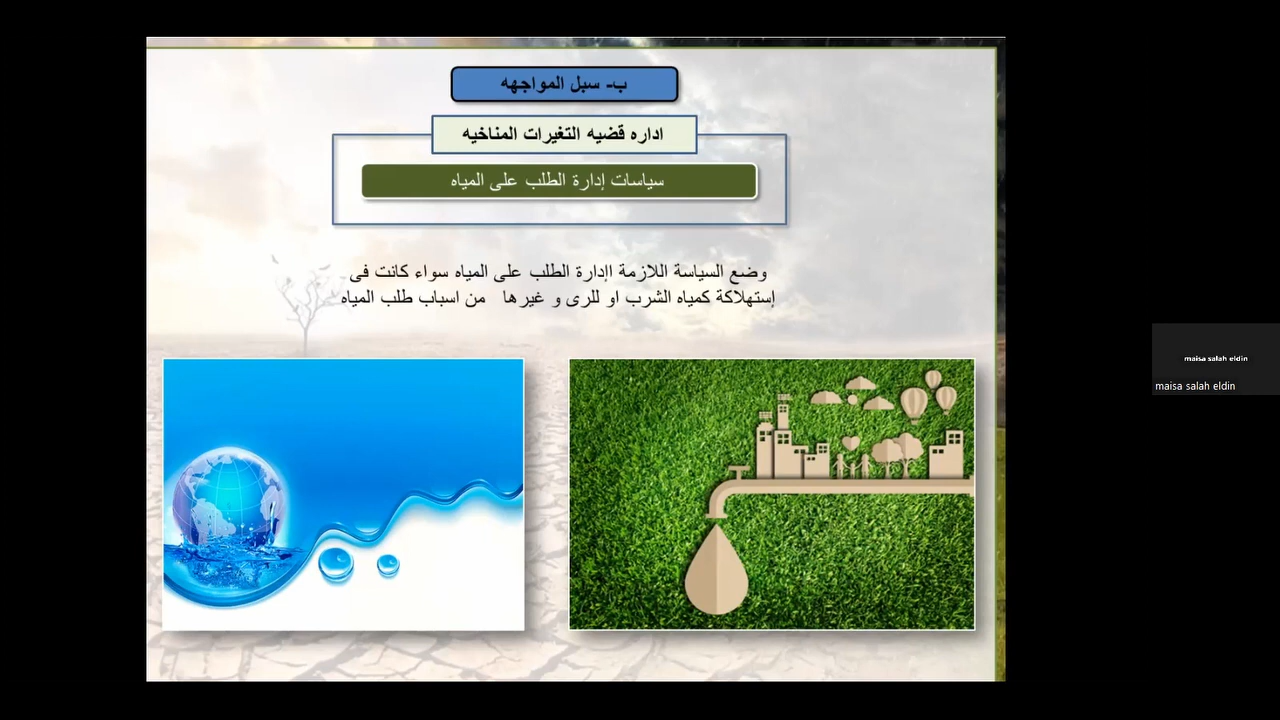 ب- سبل المواجهه
اداره قضيه التغيرات المناخيه
سياسات إدارة الطلب على المياه
وضع السياسة اللازمة اإدارة الطلب على المياه سواء كانت فى
إستهلاكة كمياه الشرب او للرى و غيرها من اسباب طلب المياه
maisa salah eldin
maisa salah eldin